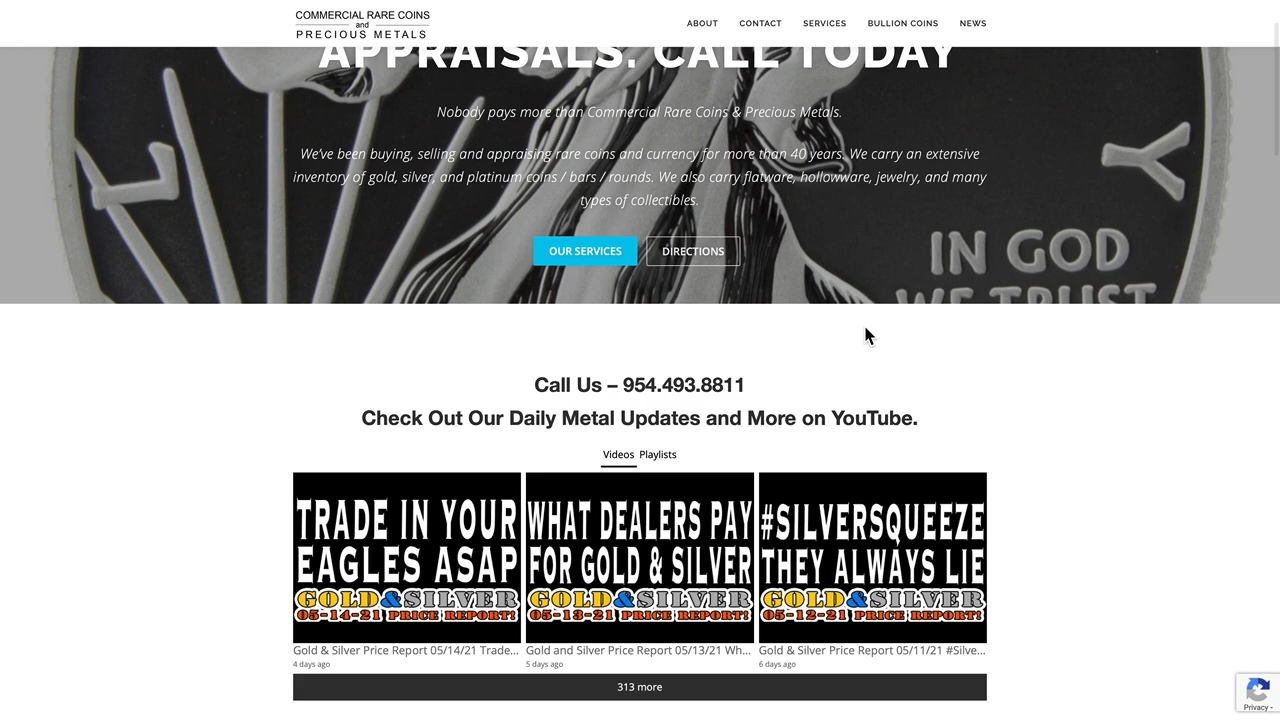 COMMERCIAL RARE COINS
and
PRECIOUS METALS
ABOUT CONTACT SERVICES BULLION COINS NEWS
APPRAISALS. CALL TODAY
Nobody pays more than Commercial Rare Coins & Precious Metals.
We’ve been buying, selling and appraising rare coins and currency for more than 40 years. We carry an extensive
inventory of gold, silver, and platinum coins / bars / rounds. We also carry flatware, hollowware, jewelry, and many
types of collectibles.
OUR SERVICES DIRECTIONS
L
Y
IN GOD
WE TRUST
Call Us – 954.493.8811
Check Out Our Daily Metal Updates and More on YouTube.
Videos Playlists
TRADE IN YOUR
EAGLES ASAP
GOLD&SILVER
05-14-21 PRICE REPORT!
WHAT DEALERS PAY
FOR GOLD & SILVER
GOLD&SILVER
05-13-21 PRICE REPORT!
#SILVERSQUEEZE
THEY ALWAYS LIE
GOLD&SILVER
05-12-21 PRICE REPORT!
Gold & Silver Price Report 05/14/21 Trade...
4 days ago
Gold and Silver Price Report 05/13/21 Wh...
5 days ago
Gold & Silver Price Report 05/11/21 #Silve...
6 days ago
313 more
Privacy -